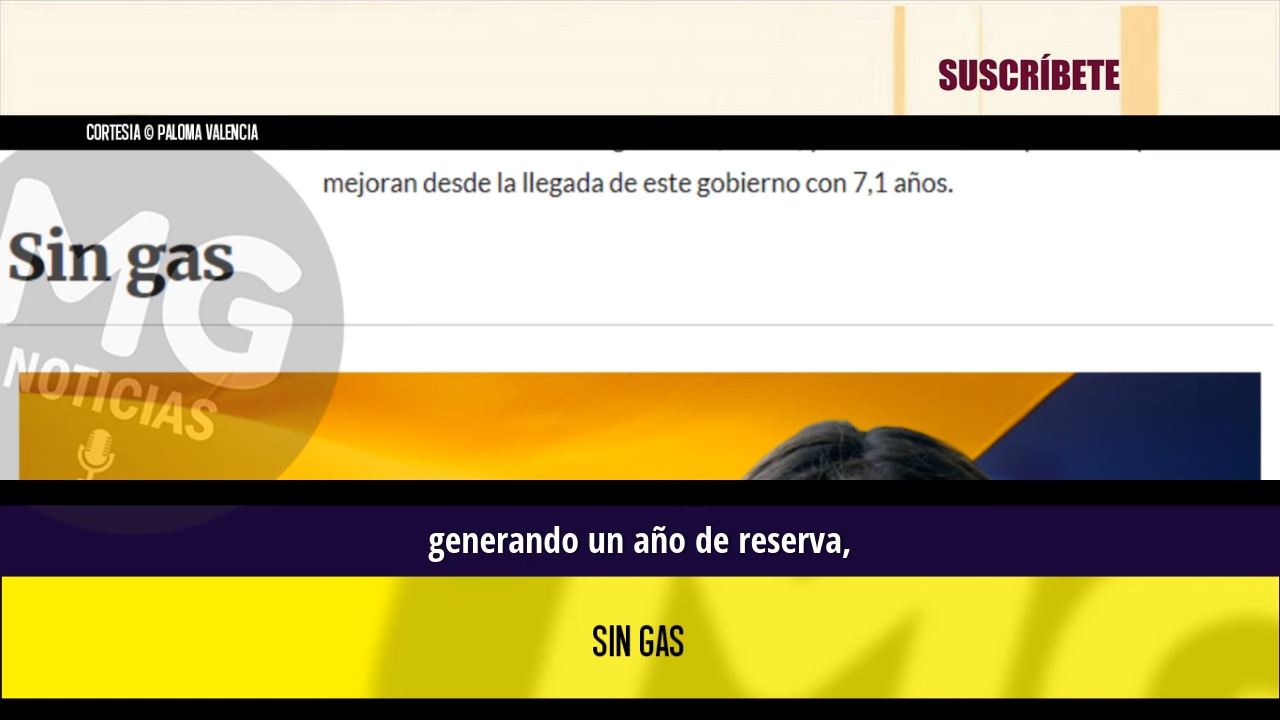 SUSCRÍBETE
CORTESIA © PALOMA VALENCIA
mejoran desde la llegada de este gobierno con 7,1 años.
Sin gas
MG
NOTICIAS
generando un año de reserva,
SIN GAS